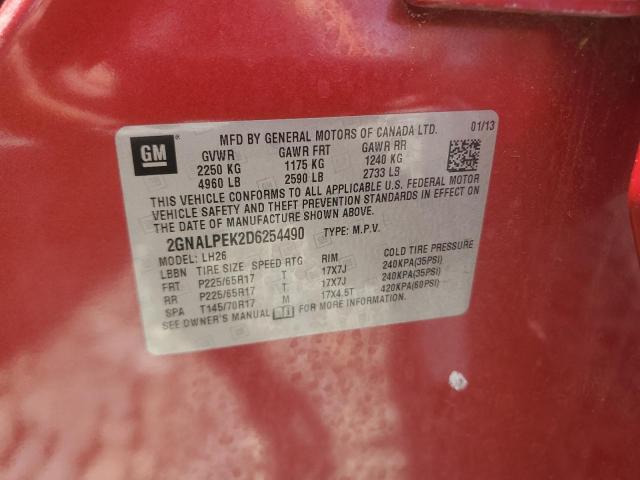 GM
MFD BY GENERAL MOTORS OF CANADA LTD. 01/13
GVWR GAWR FRT GAWR RR
2250 KG 1175 KG 1240 KG
4960 LB 2590 LB 2733 LB
THIS VEHICLE CONFORMS TO ALL APPLICABLE U.S. FEDERAL MOTOR
VEHICLE SAFETY AND THEFT PREVENTION STANDARDS IN EFFECT ON
THE DATE OF MANUFACTURE SHOWN ABOVE.
2GNALPEK2D6254490 TYPE: M.P.V.
MODEL: LH26
LBBN TIRE SIZE SPEED RTG RIM COLD TIRE PRESSURE
FRT P225/65R17 T 17X7J 240KPA(35PSI)
RR P225/65R17 T 17X7J 240KPA(35PSI)
SPA T145/70R17 M 17X4.5T 420KPA(60PSI)
SEE OWNER'S MANUAL FOR MORE INFORMATION.